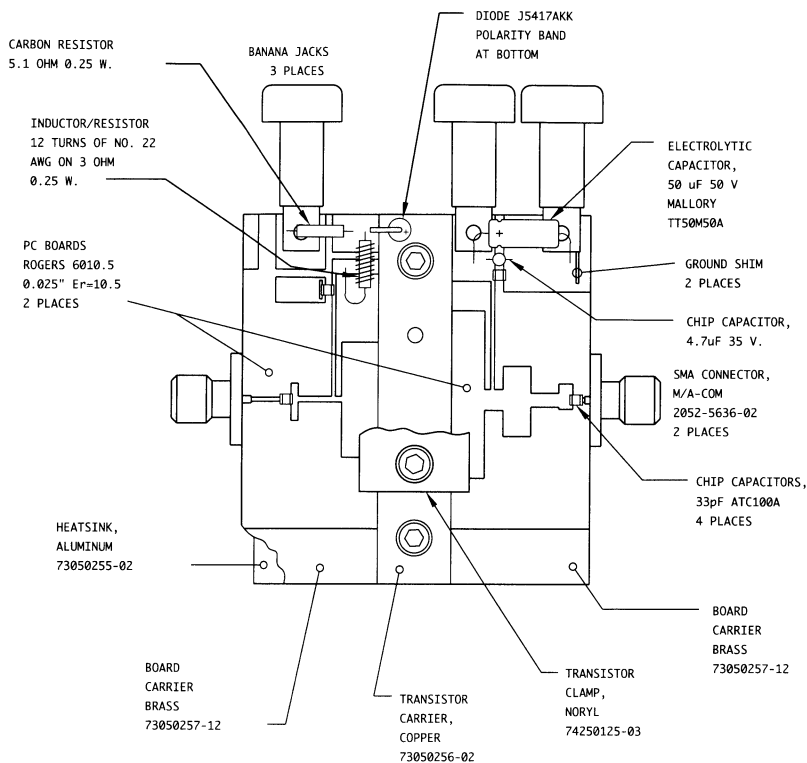 DIODE J5417AKK
POLARITY BAND
AT BOTTOM
CARBON RESISTOR
5.1 OHM 0.25 W.
BANANA JACKS
3 PLACES
INDUCTOR/RESISTOR
12 TURNS OF NO. 22
AWG ON 3 OHM
0.25 W.
ELECTROLYTIC
CAPACITOR,
50 uF 50 V
MALLORY
TT50M50A
PC BOARDS
ROGERS 6010.5
0.025" Er=10.5
2 PLACES
+
+
GROUND SHIM
2 PLACES
CHIP CAPACITOR,
4.7uF 35 V.
SMA CONNECTOR,
M/A-COM
2052-5636-02
2 PLACES
CHIP CAPACITORS,
33pF ATC100A
4 PLACES
HEATSINK,
ALUMINUM
73050255-02
BOARD
CARRIER
BRASS
73050257-12
BOARD
CARRIER
BRASS
73050257-12
TRANSISTOR
CARRIER,
COPPER
73050256-02
TRANSISTOR
CLAMP,
NORYL
74250125-03